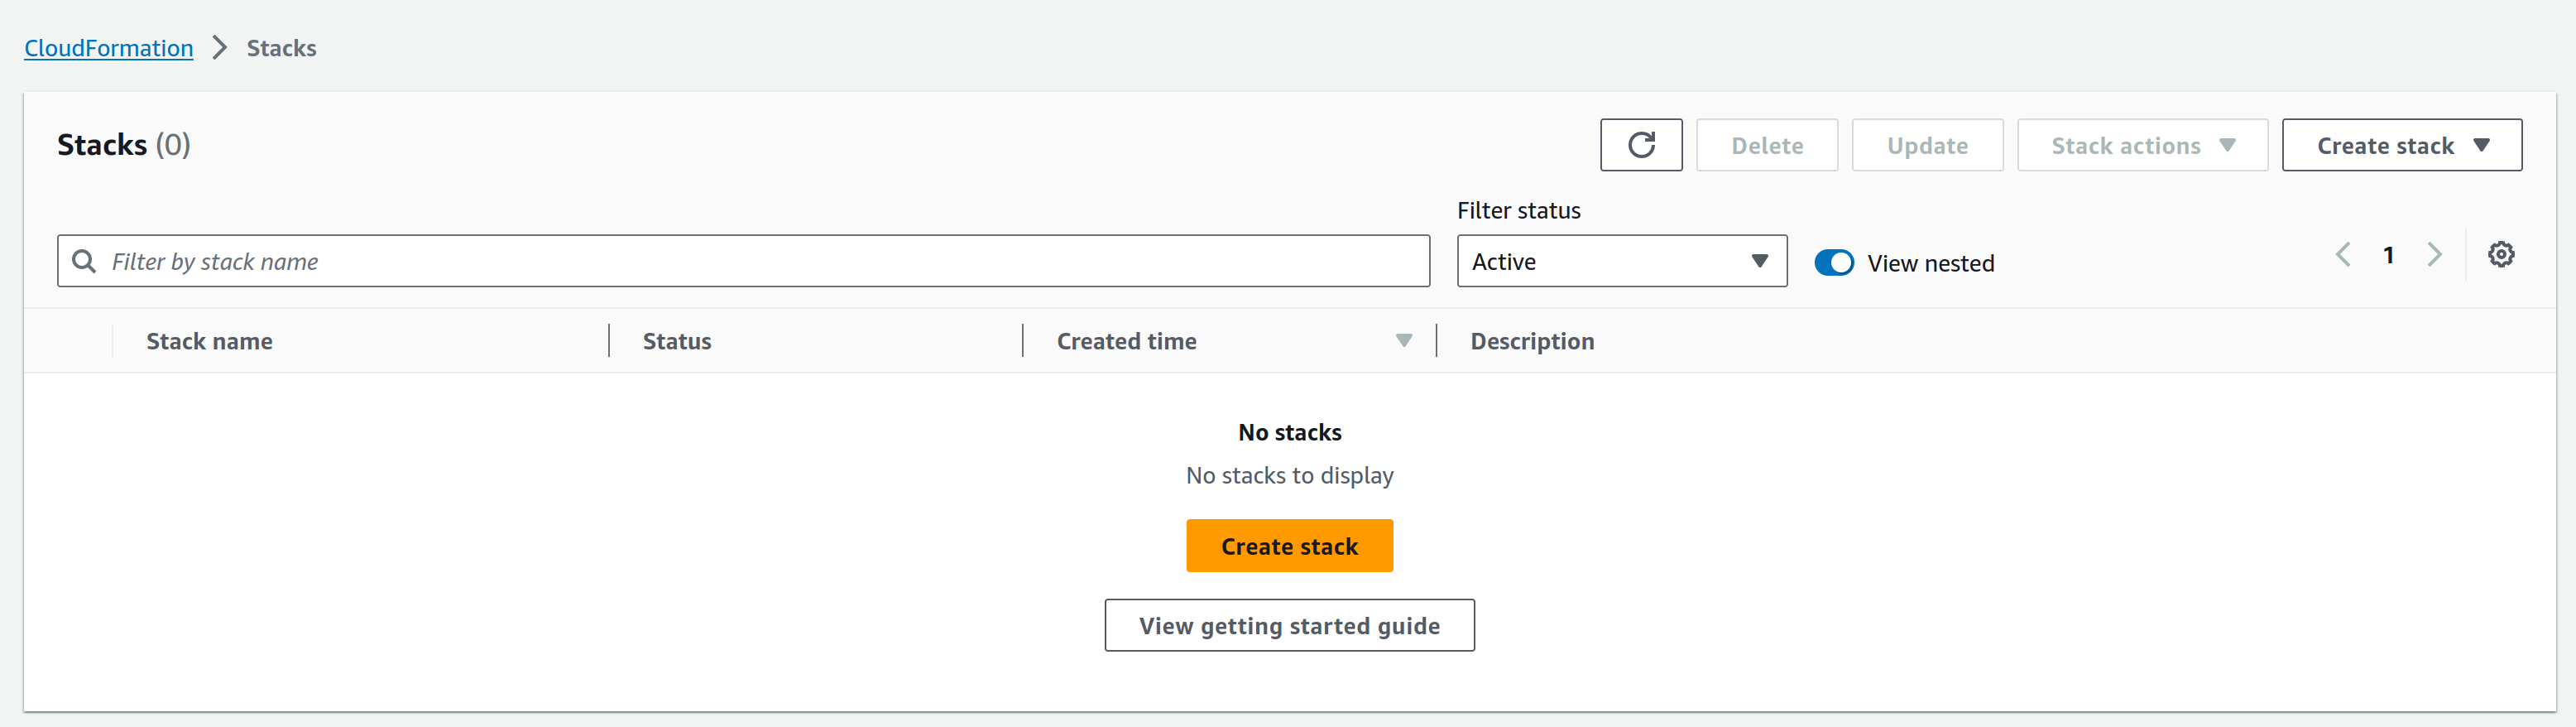 CloudFormation Stacks
Stacks (0)
Delete Update Stack actions Create stack
Filter status
Filter by stack name Active View nested 1
Stack name Status Created time Description
No stacks
No stacks to display
Create stack
View getting started guide